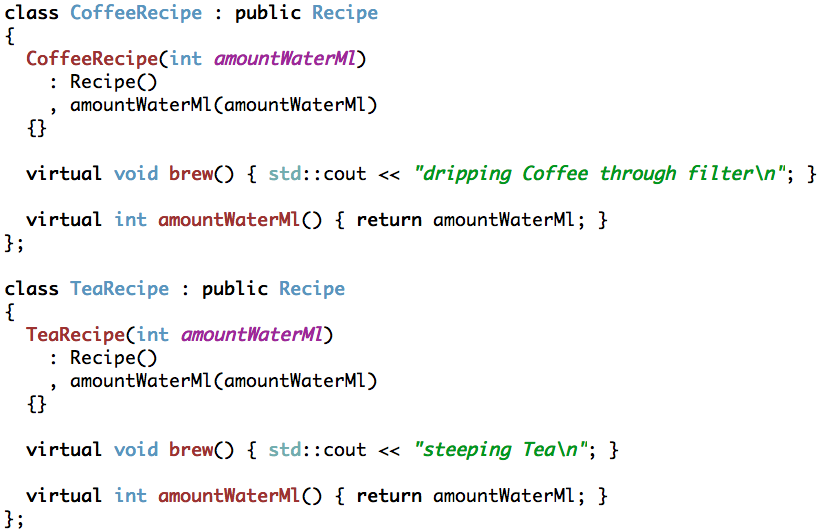 class CoffeeRecipe : public Recipe
{
  CoffeeRecipe(int amountWaterMl)
    : Recipe()
    , amountWaterMl(amountWaterMl)
  {}

  virtual void brew() { std::cout << "dripping Coffee through filter\n"; }

  virtual int amountWaterMl() { return amountWaterMl; }
};

class TeaRecipe : public Recipe
{
  TeaRecipe(int amountWaterMl)
    : Recipe()
    , amountWaterMl(amountWaterMl)
  {}

  virtual void brew() { std::cout << "steeping Tea\n"; }

  virtual int amountWaterMl() { return amountWaterMl; }
};